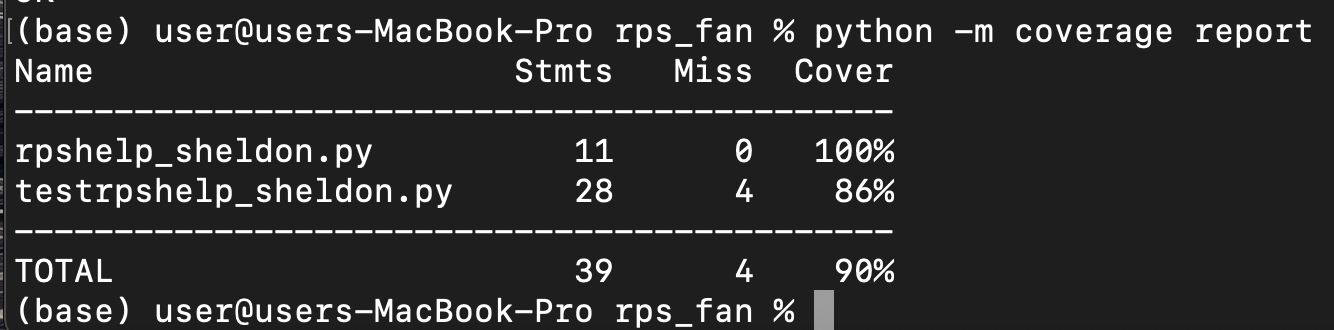 (base) user@users-MacBook-Pro rps_fan % python -m coverage report
Name                     Stmts   Miss  Cover
--------------------------------------------
rpshelp_sheldon.py          11      0   100%
testrpshelp_sheldon.py      28      4    86%
--------------------------------------------
TOTAL                       39      4    90%
(base) user@users-MacBook-Pro rps_fan %